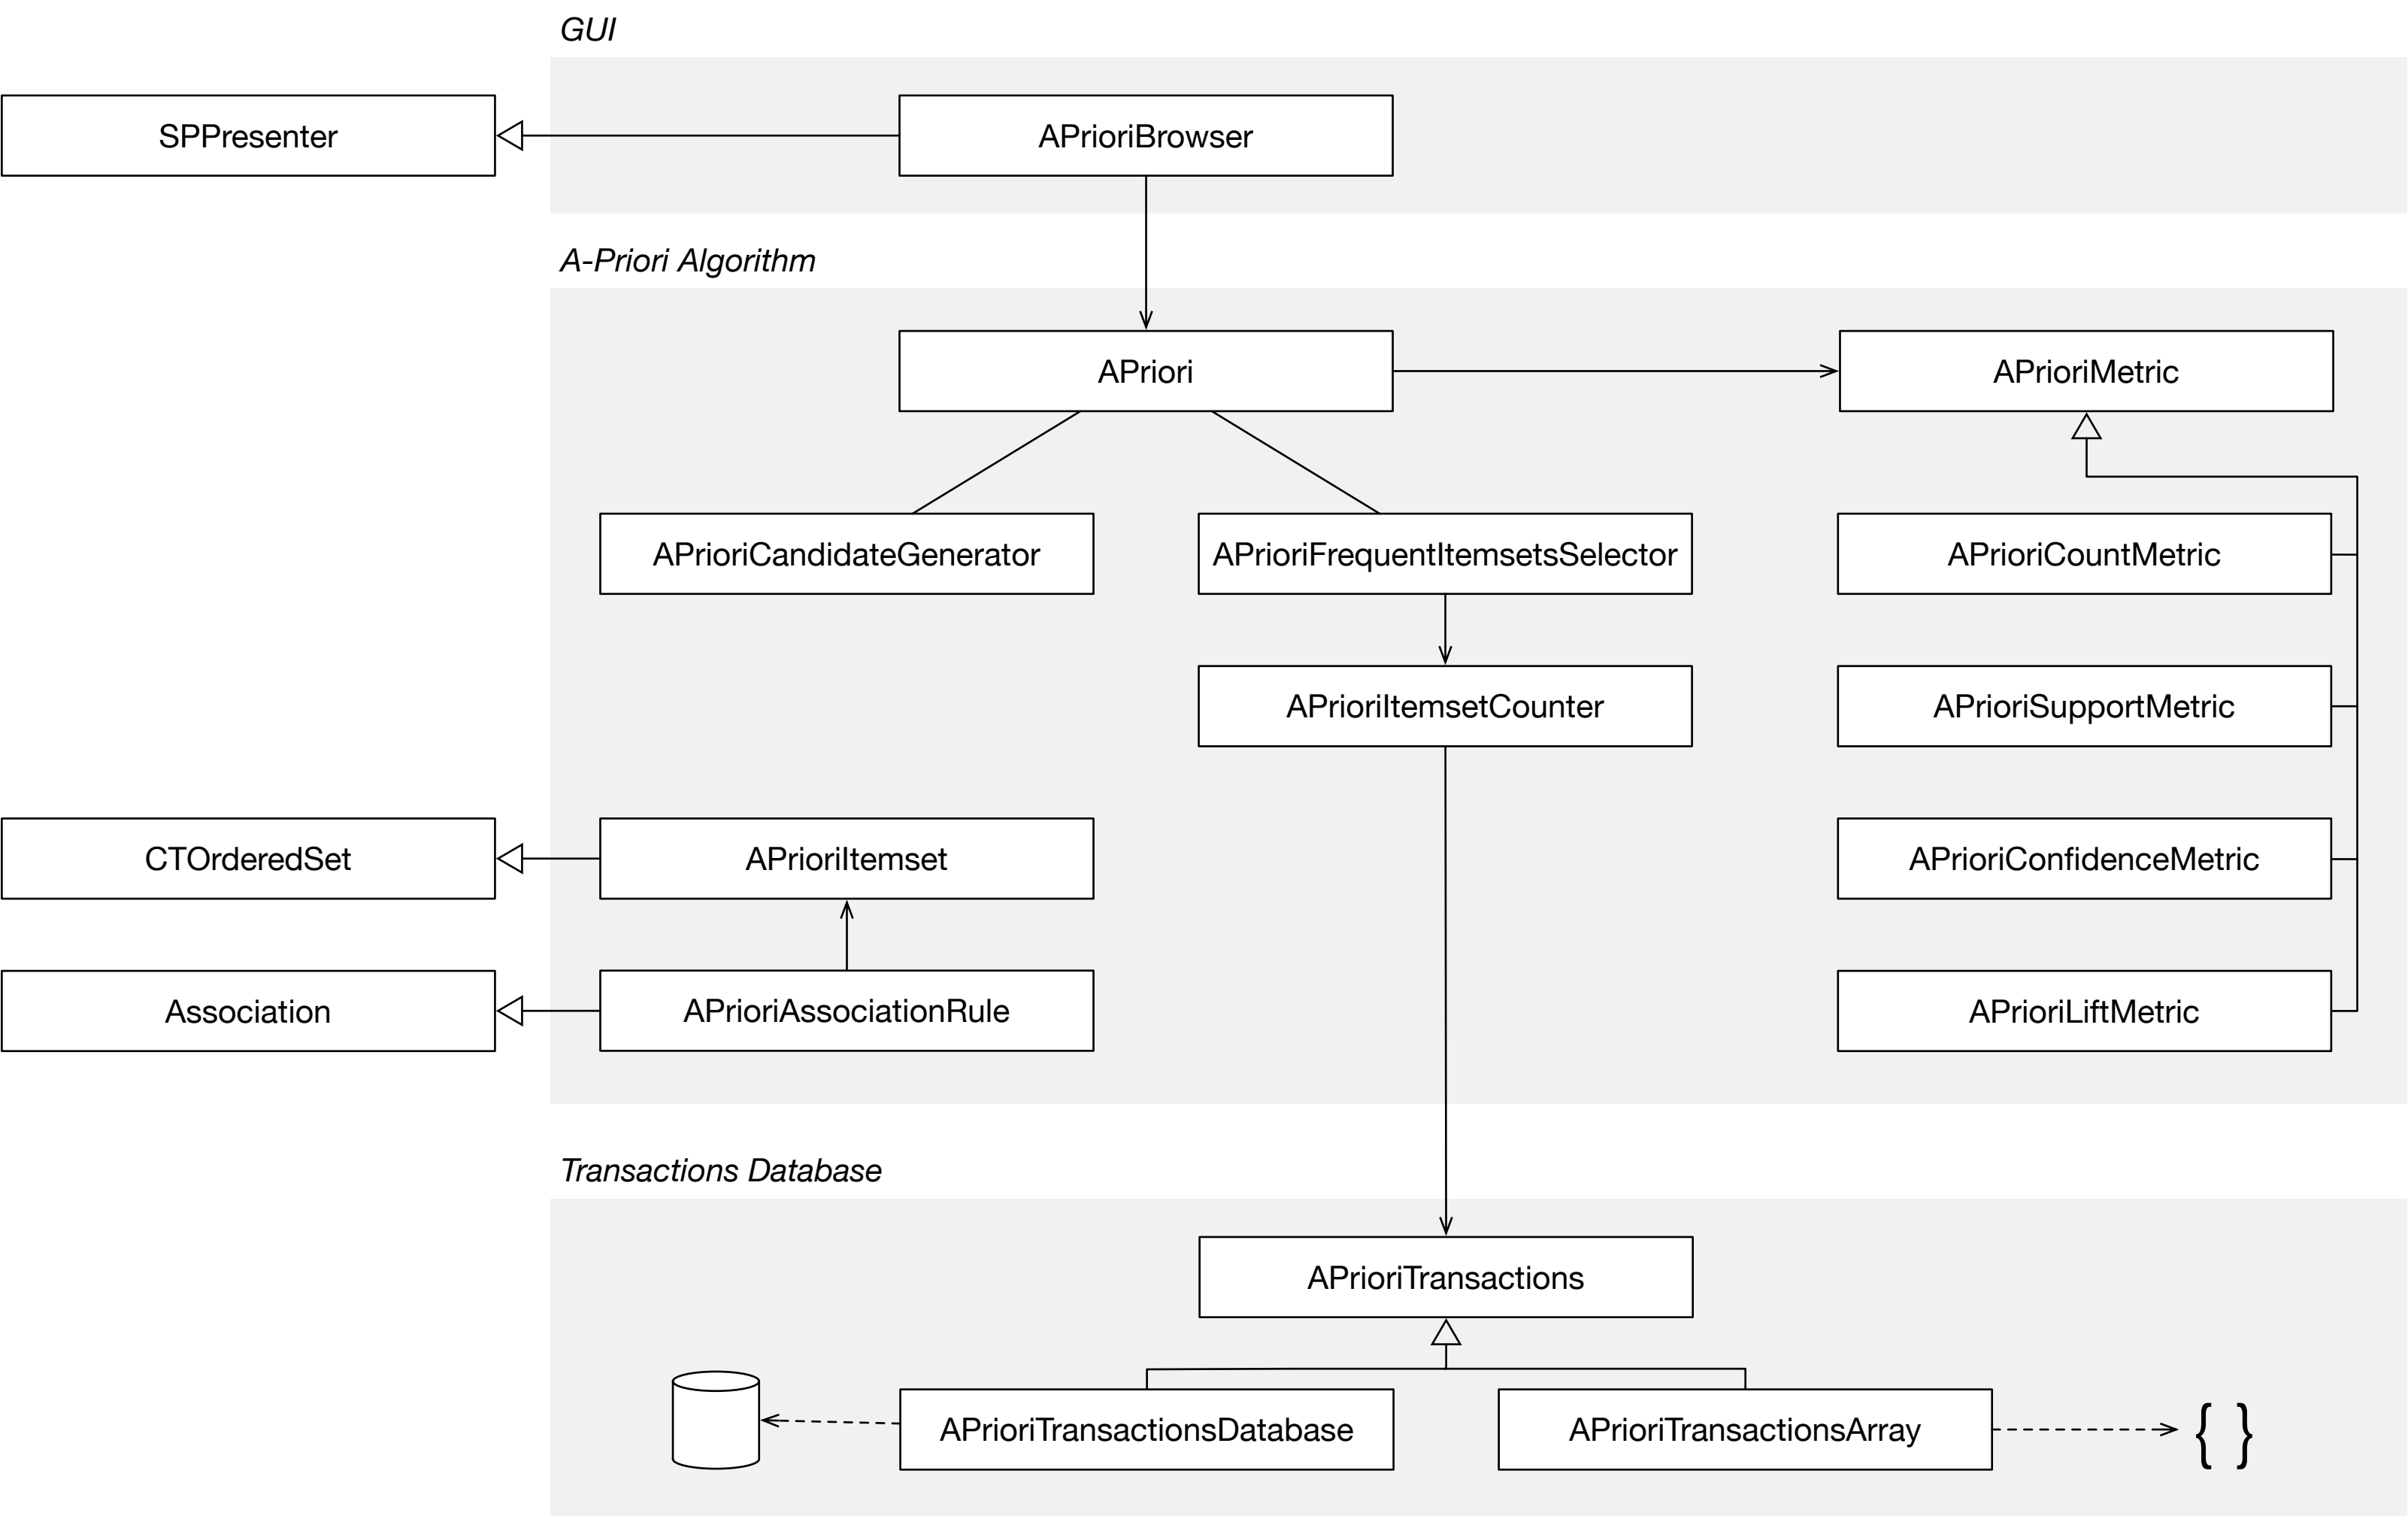 GUI
SPPresenter
APrioriBrowser
A-Priori Algorithm
APriori
APrioriMetric
APrioriCandidateGenerator
APrioriFrequentItemsetsSelector
APrioriCountMetric
APrioriItemsetCounter
APrioriSupportMetric
CTOrderedSet
APrioriItemset
APrioriConfidenceMetric
Association
APrioriAssociationRule
APrioriLiftMetric
Transactions Database
APrioriTransactions
APrioriTransactionsDatabase
APrioriTransactionsArray
{ }